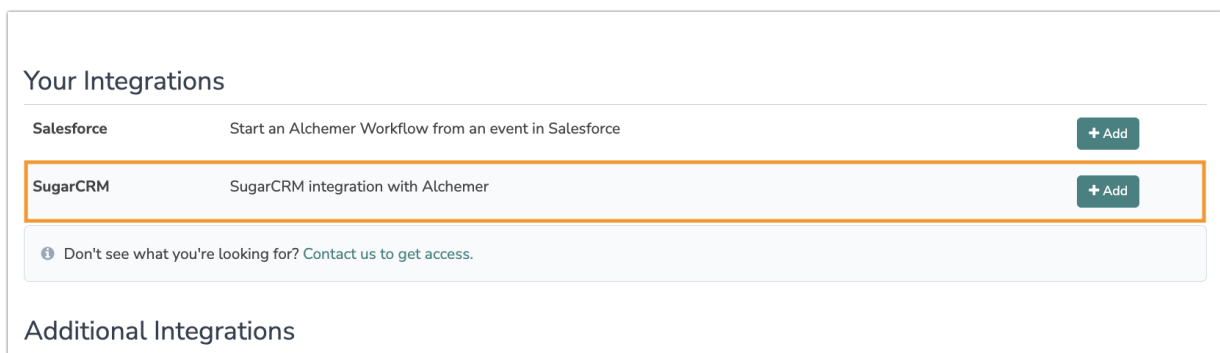 Your Integrations
Salesforce Start an Alchemer Workflow from an event in Salesforce + Add
SugarCRM SugarCRM integration with Alchemer + Add
Don't see what you're looking for? Contact us to get access.
Additional Integrations